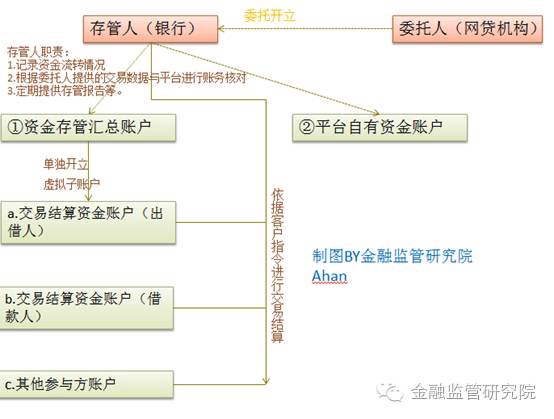 存管人（银行）
委托开立
委托人（网贷机构）
存管人职责：
1.记录资金流转情况
2.根据委托人提供的交易数据与平台进行账务核对
3.定期提供存管报告等。
①资金存管汇总账户
②平台自有资金账户
单独开立
虚拟子账户
a.交易结算资金账户（出
借人）
依据客户指令进行交易结算
制图BY金融监管研究院
Ahan
b.交易结算资金账户（借
款人）
c.其他参与方账户
金融监管研究院